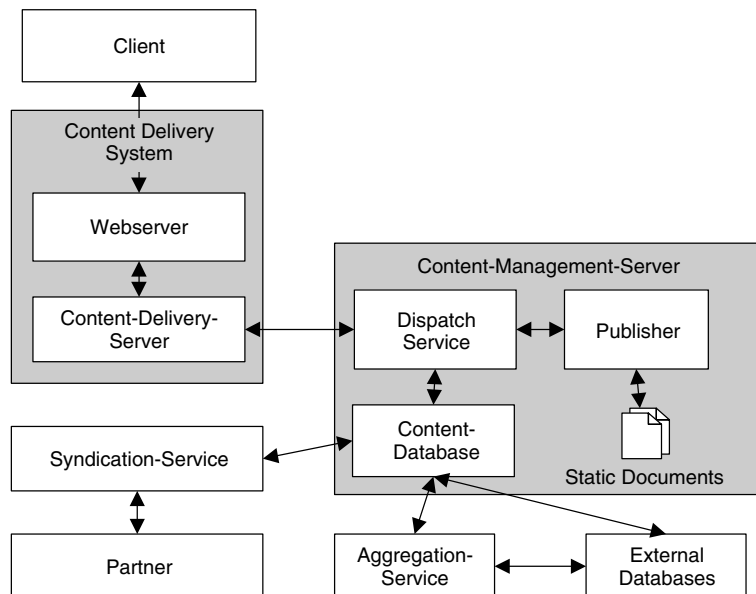 Client
Content Delivery
System
Webserver
Content-Delivery-
Server
Content-Management-Server
Dispatch
Service
Publisher
Content-
Database
Static Documents
Syndication-Service
Partner
Aggregation-
Service
External
Databases